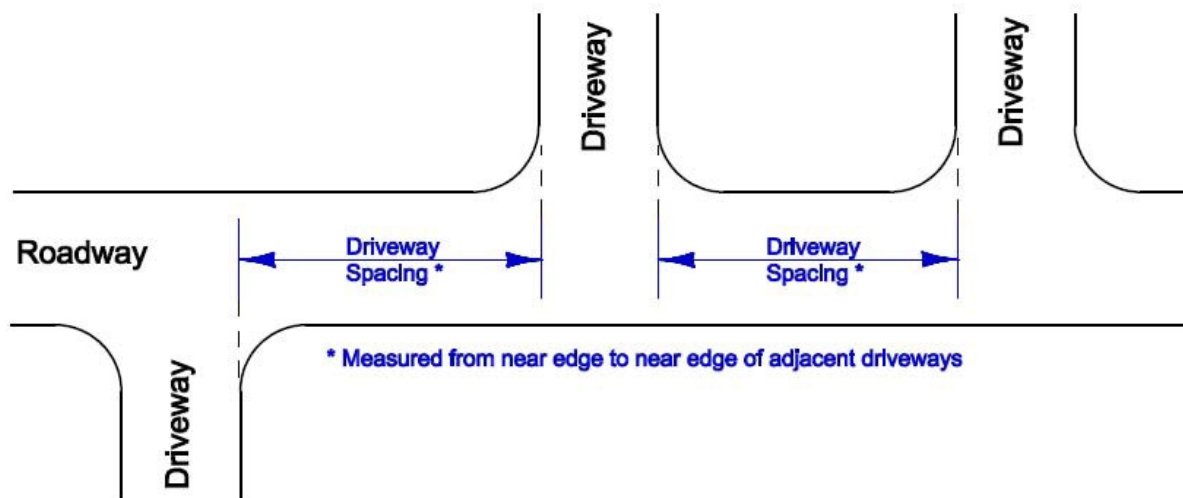 Driveway
Driveway
Roadway
Driveway
Spacing *
Driveway
Spacing *
* Measured from near edge to near edge of adjacent driveways
Driveway